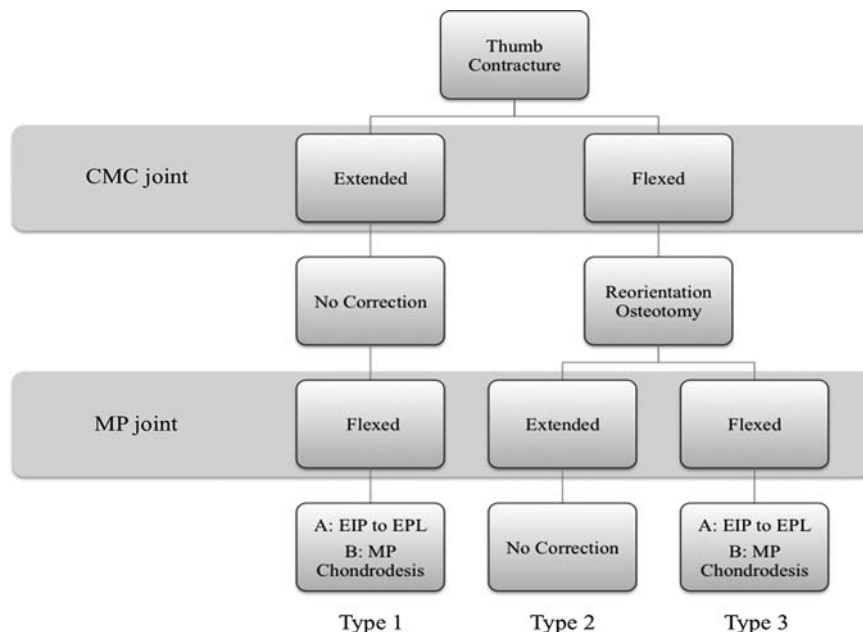 Thumb
Contracture
CMC joint
Extended
Flexed
No Correction
Reorientation
Osteotomy
MP joint
Flexed
Extended
Flexed
A: EIP to EPL
B: MP
Chondrodesis
No Correction
A: EIP to EPL
B: MP
Chondrodesis
Type 1
Type 2
Type 3